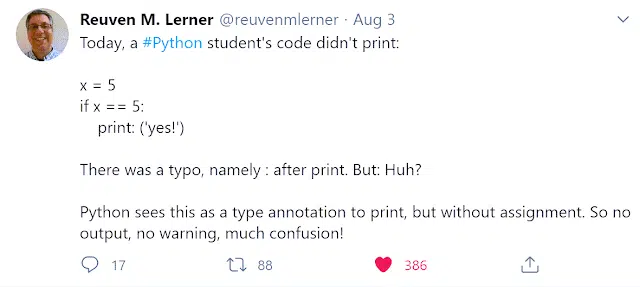 Reuven M. Lerner @reuvenmlerner · Aug 3
Today, a #Python student's code didn't print:
x = 5
if x == 5:
print: ('yes!')
There was a typo, namely : after print. But: Huh?
Python sees this as a type annotation to print, but without assignment. So no
output, no warning, much confusion!
17 88 386